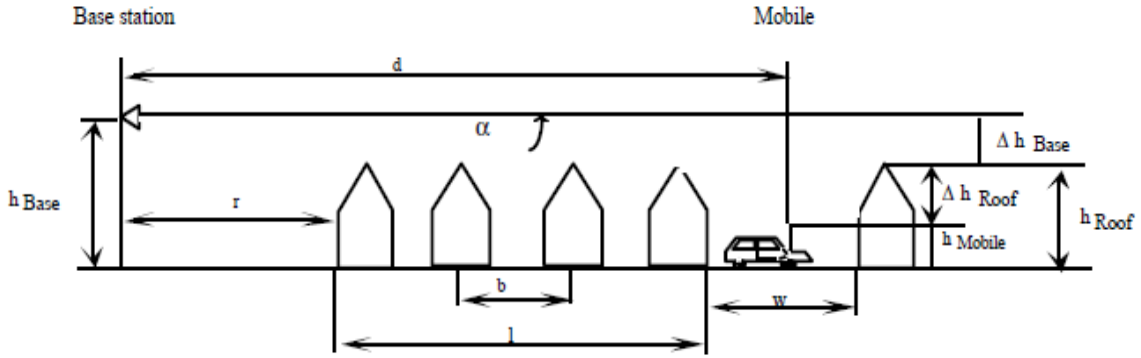 Base station Mobile
d
α
Δ h Base
h Base
r
Δ h Roof
h Roof
h Mobile
b
w
l